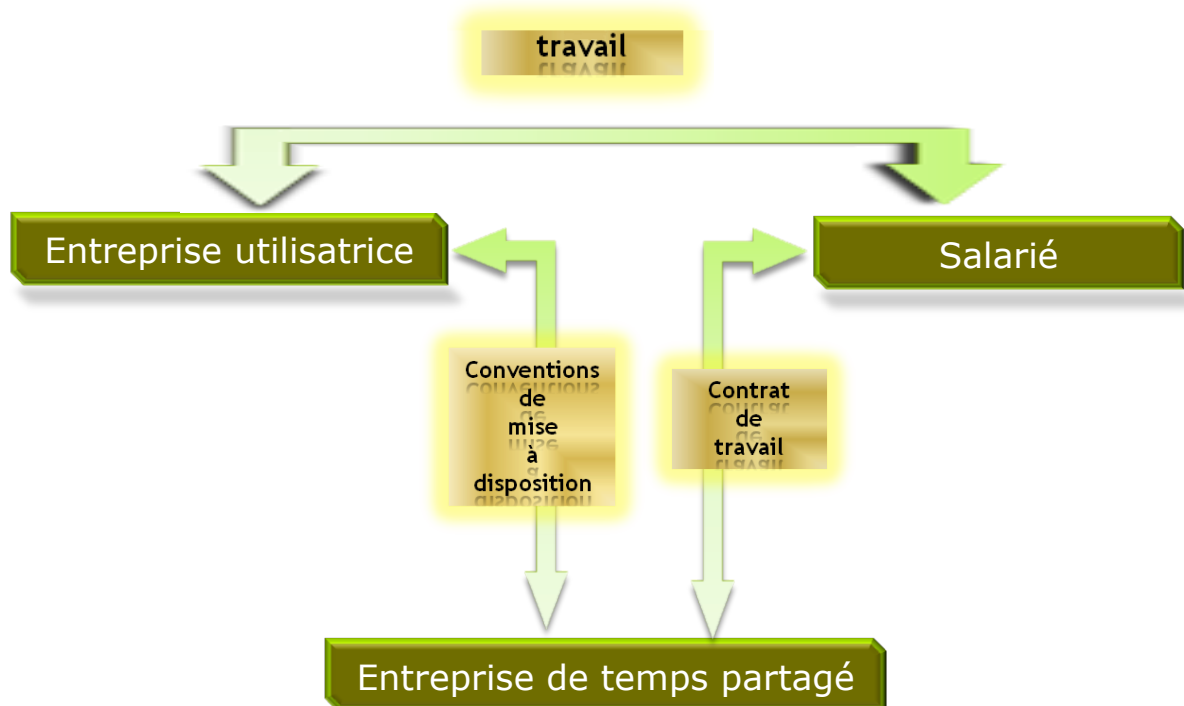 travail
Entreprise utilisatrice
Salarié
Conventions
de
mise
à
disposition
Contrat
de
travail
Entreprise de temps partagé